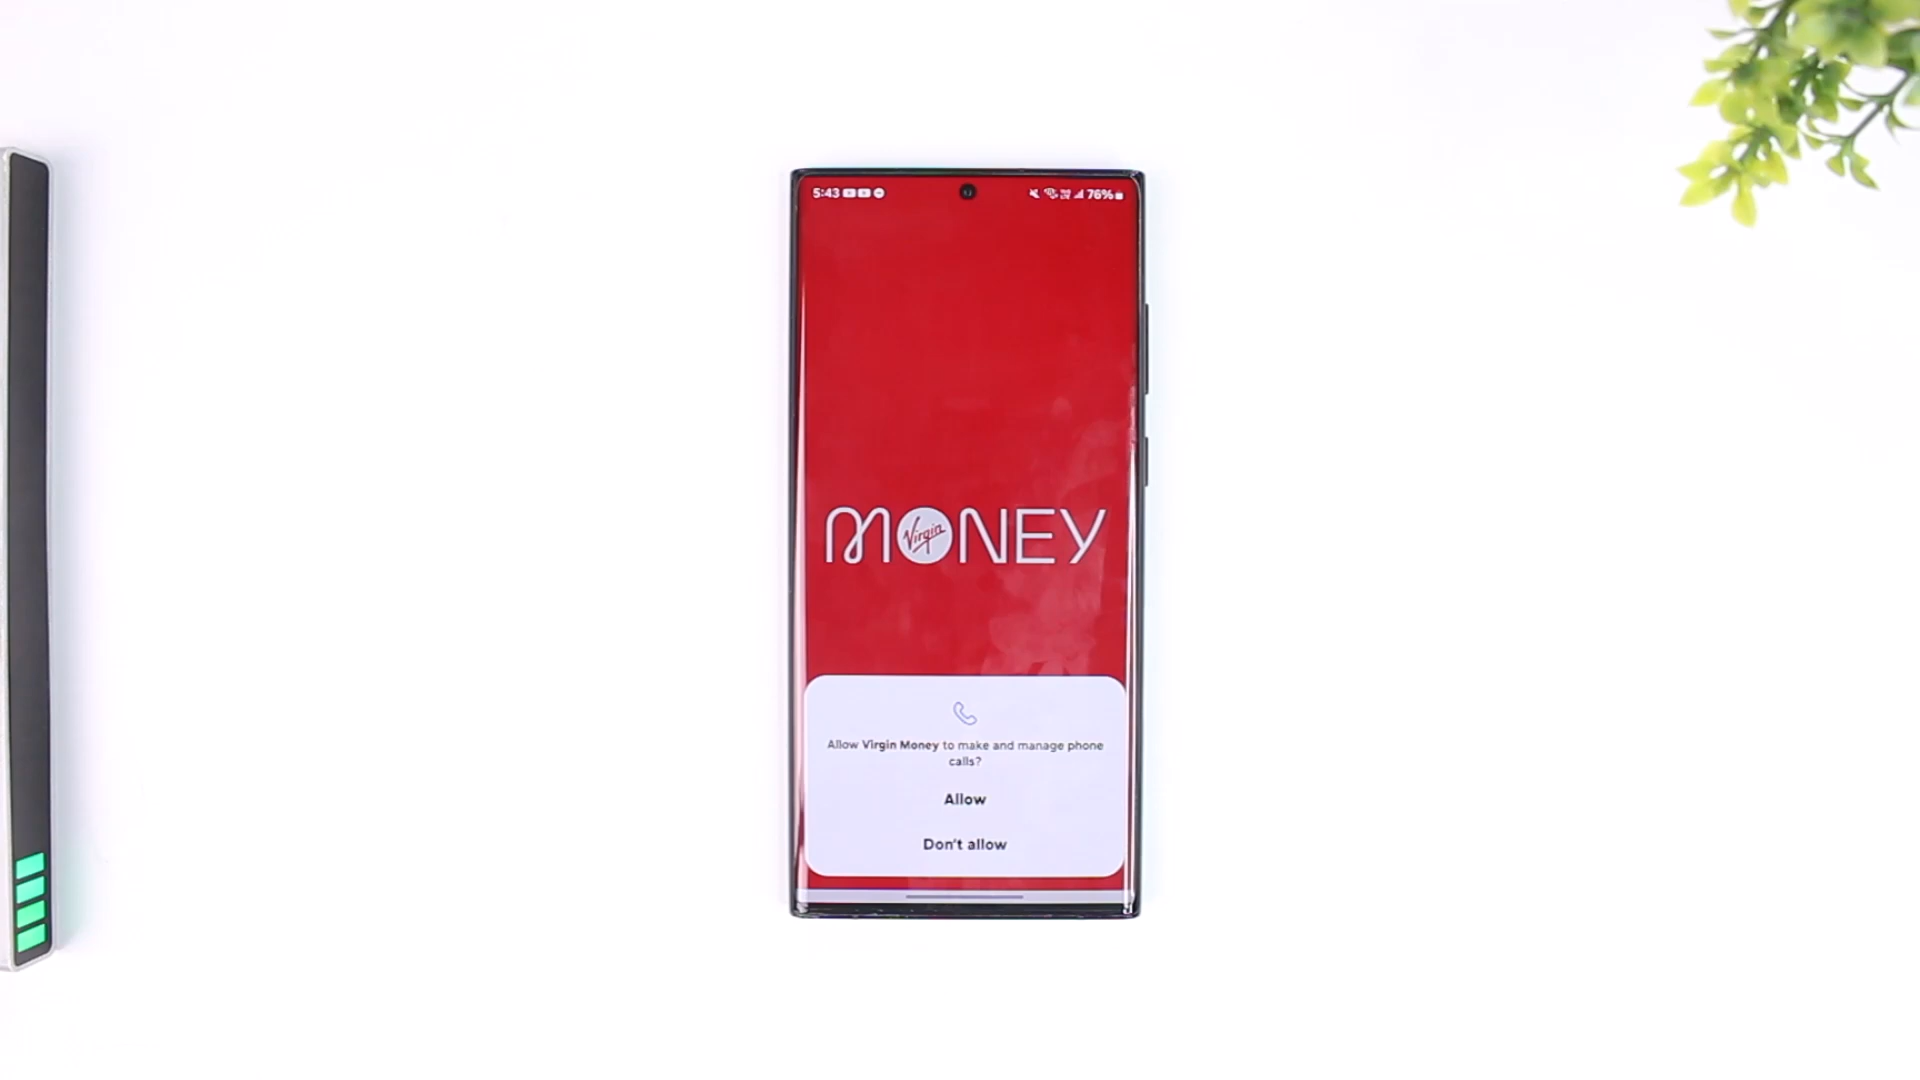 5:43
76%
MONEY
Virgin
Allow Virgin Money to make and manage phone
calls?
Allow
Don't allow